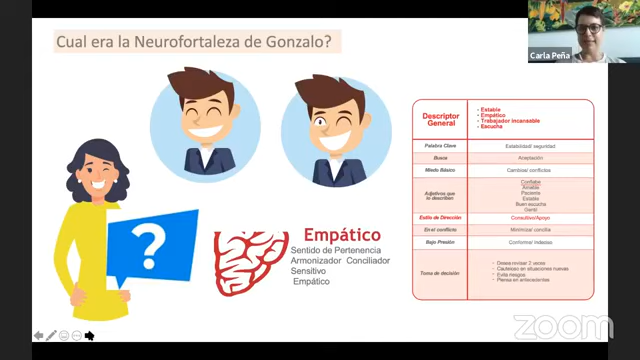 Cual era la Neurofortaleza de Gonzalo?
Carla Peña
?
Empático
Sentido de Pertenencia
Armonizador Conciliador
Sensitivo
Empático
Descriptor General
• Estable
• Empático
• Trabajador incansable
• Escucha
Palabra Clave
Estabilidad/ seguridad
Busca
Aceptación
Miedo Básico
Cambios/ conflictos
Adjetivos que lo describen
Confiable
Amable
Paciente
Estable
Buen escucha
Gentil
Estilo de Dirección
Consultivo/Apoyo
En el conflicto
Minimizar concilia
Bajo Presión
Conforme/ Indeciso
Toma de decisión
• Desea revisar 2 veces
• Cauteloso en situaciones nuevas
• Evita riesgos
• Piensa en antecedentes
zoom